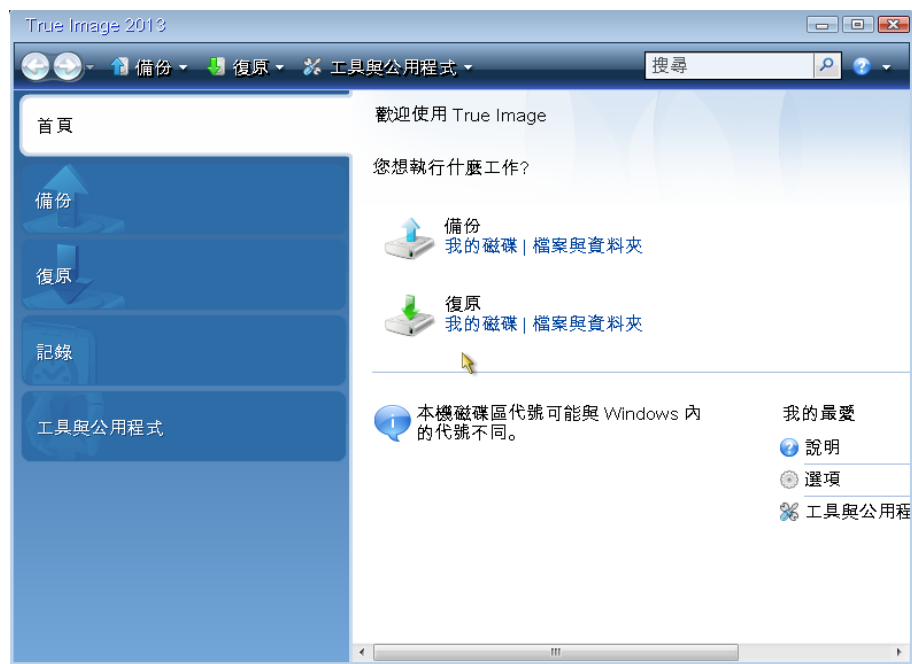 True Image 2013
備份 復原 工具與公用程式 搜尋
首頁
備份
復原
記錄
工具與公用程式
歡迎使用 True Image
您想執行什麼工作?
備份
我的磁碟 | 檔案與資料夾
復原
我的磁碟 | 檔案與資料夾
本機磁碟區代號可能與 Windows 內
的代號不同。
我的最愛
說明
選項
工具與公用程